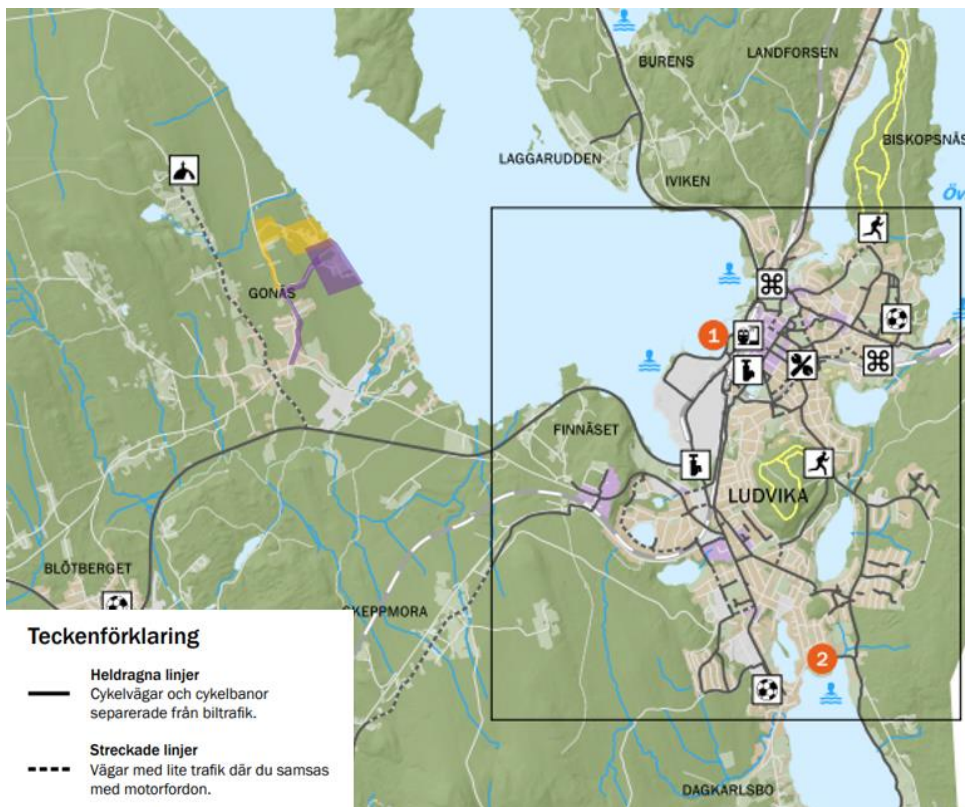 BURENS
LANDFORSEN
BISKOPSNÄS
LAGGARUDDEN
IVIKEN
Öv
GONÄS
1
FINNÄSET
LUDVIKA
BLÖTBERGET
SKEPPMORA
2
DAGKARLSBO
Teckenförklaring
Heldragna linjer
Cykelvägar och cykelbanor
separerade från biltrafik.
Streckade linjer
Vägar med lite trafik där du samsas
med motorfordon.